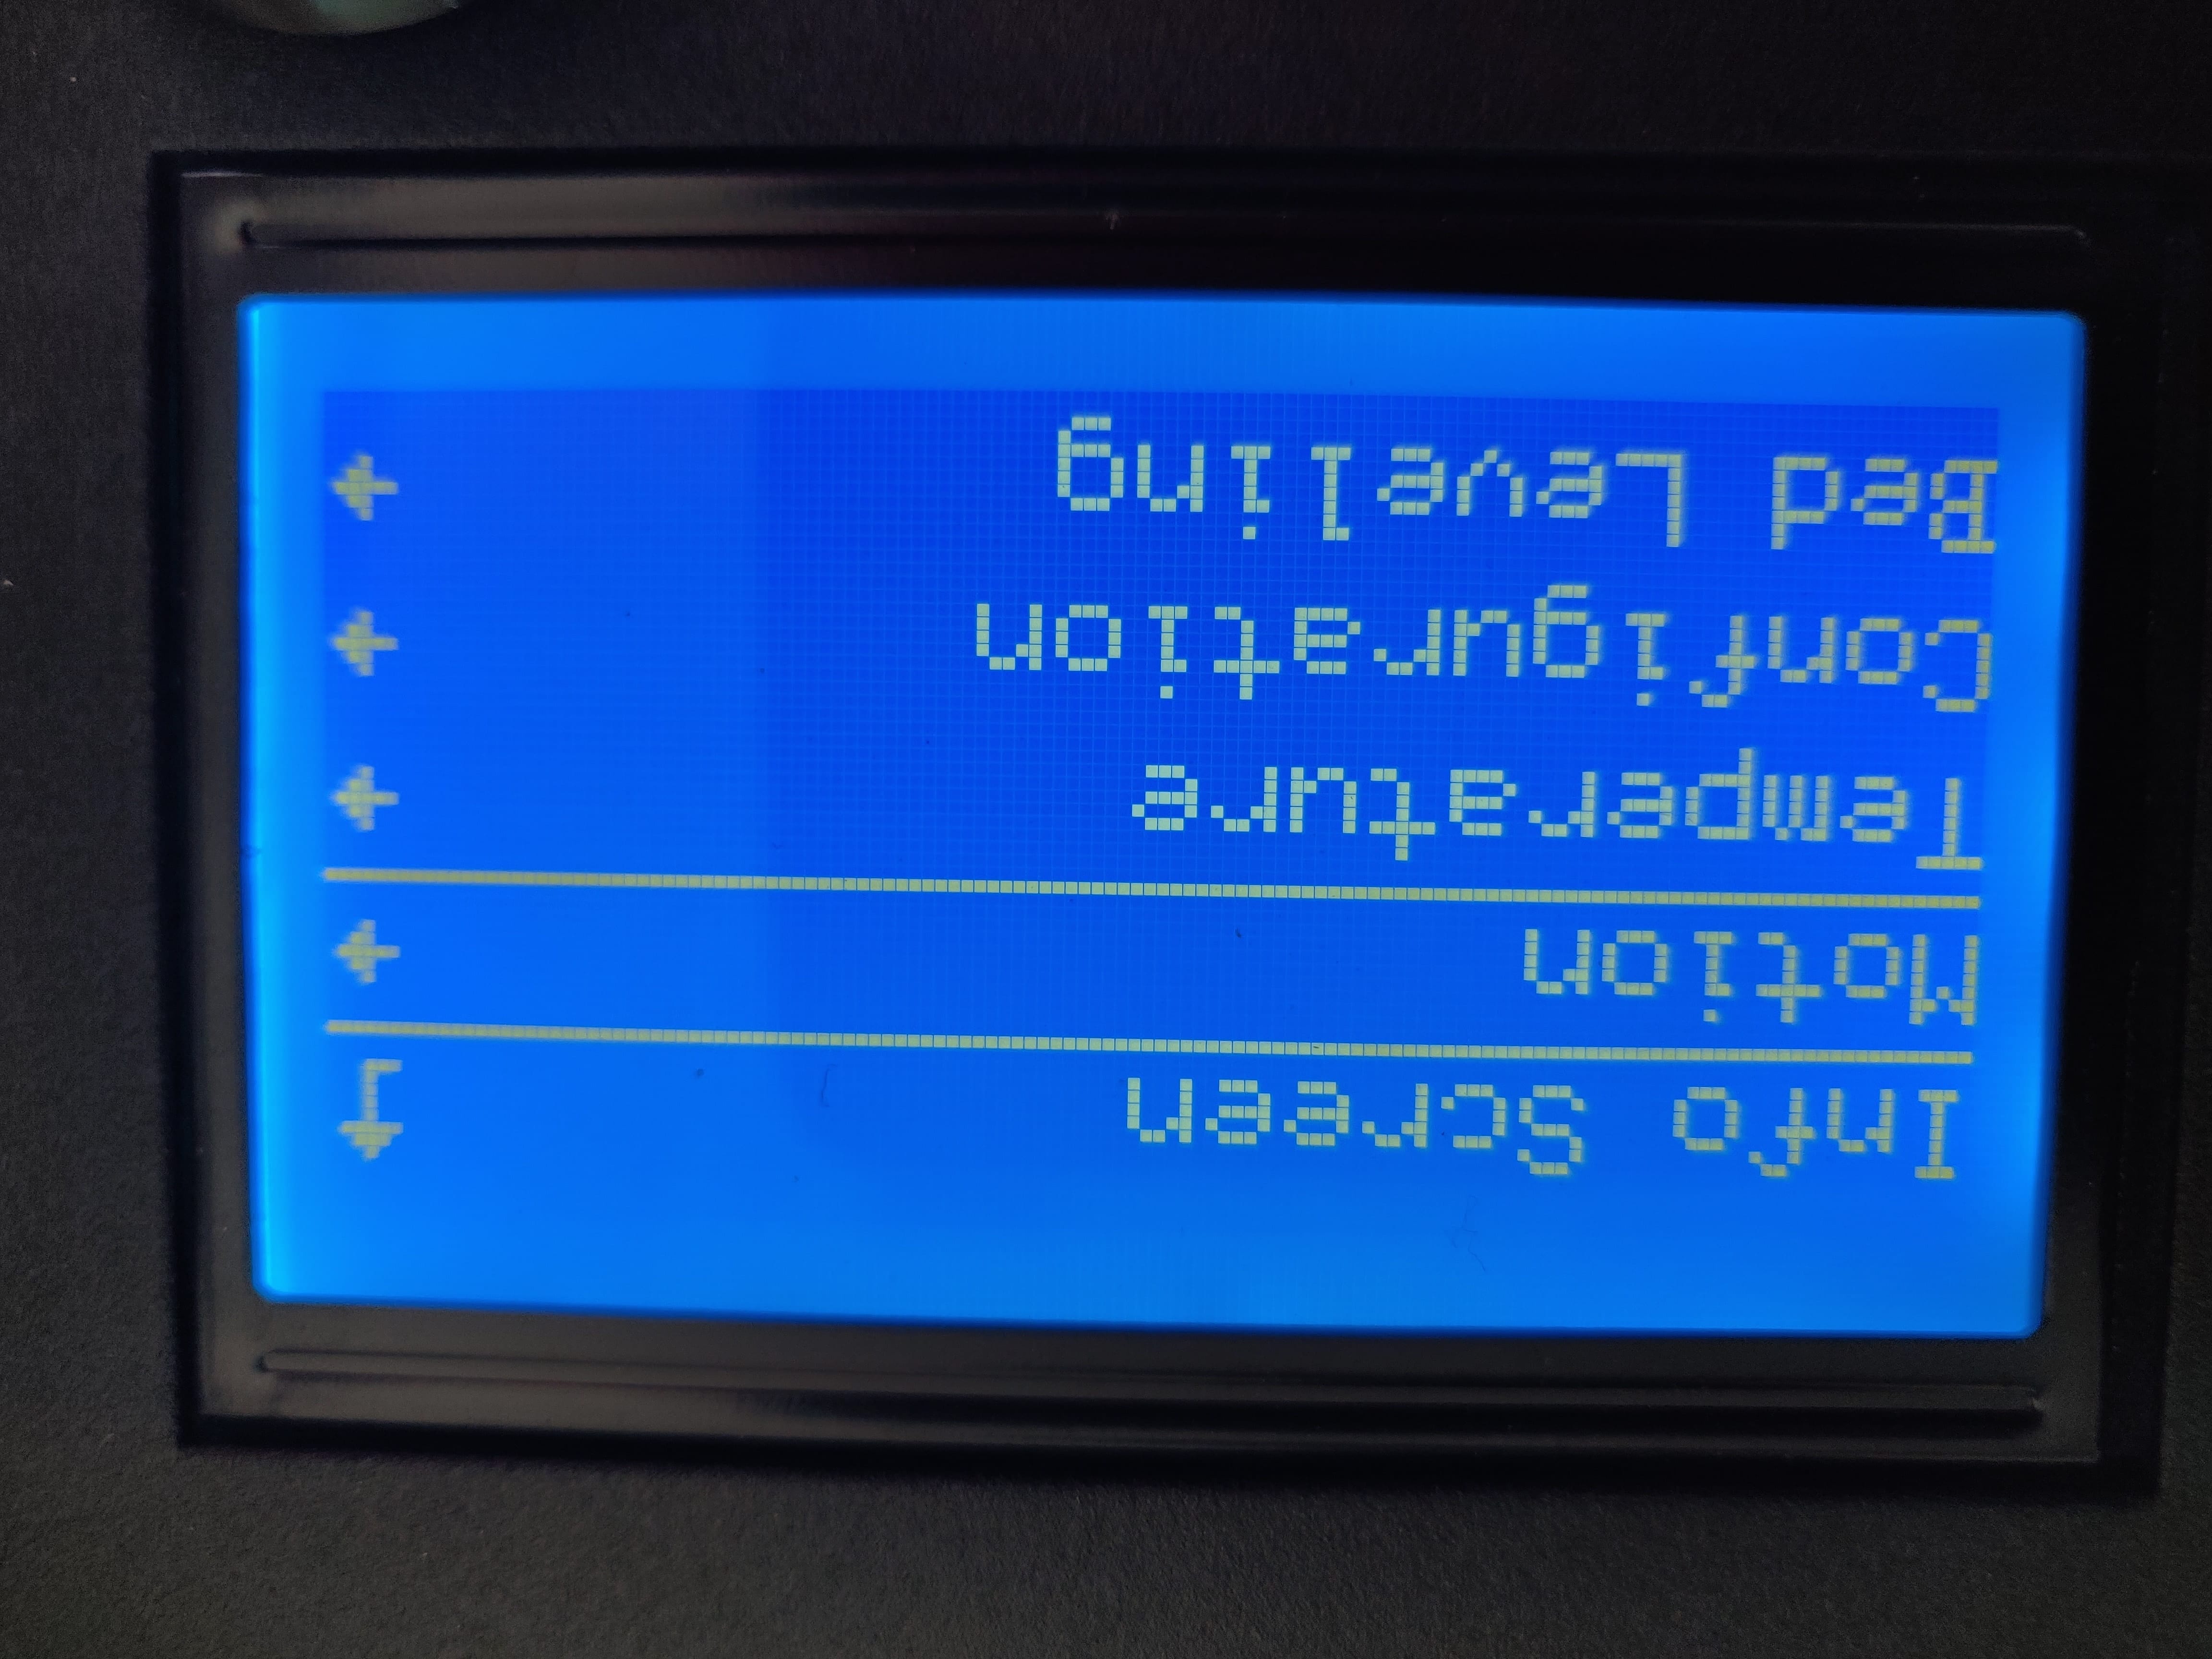 Info Screen
Motion
Temperature
Configuration
Bed Leveling